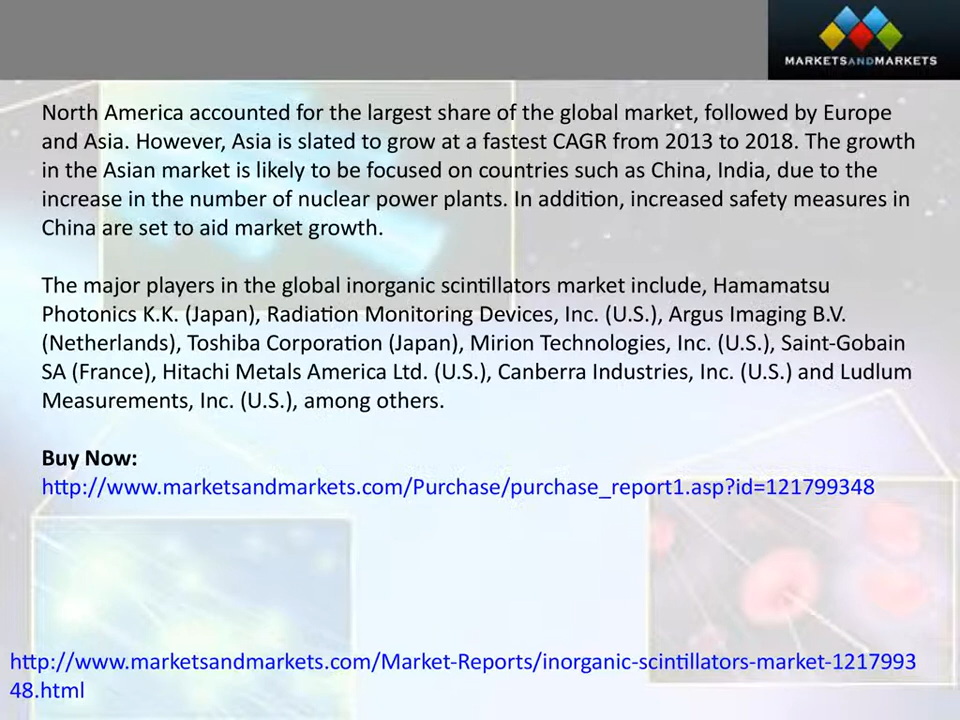 MARKETSANDMARKETS
North America accounted for the largest share of the global market, followed by Europe
and Asia. However, Asia is slated to grow at a fastest CAGR from 2013 to 2018. The growth
in the Asian market is likely to be focused on countries such as China, India, due to the
increase in the number of nuclear power plants. In addition, increased safety measures in
China are set to aid market growth.
The major players in the global inorganic scintillators market include, Hamamatsu
Photonics K.K. (Japan), Radiation Monitoring Devices, Inc. (U.S.), Argus Imaging B.V.
(Netherlands), Toshiba Corporation (Japan), Mirion Technologies, Inc. (U.S.), Saint-Gobain
SA (France), Hitachi Metals America Ltd. (U.S.), Canberra Industries, Inc. (U.S.) and Ludlum
Measurements, Inc. (U.S.), among others.
Buy Now:
http://www.marketsandmarkets.com/Purchase/purchase_report1.asp?id=121799348
http://www.marketsandmarkets.com/Market-Reports/inorganic-scintillators-market-1217993
48.html